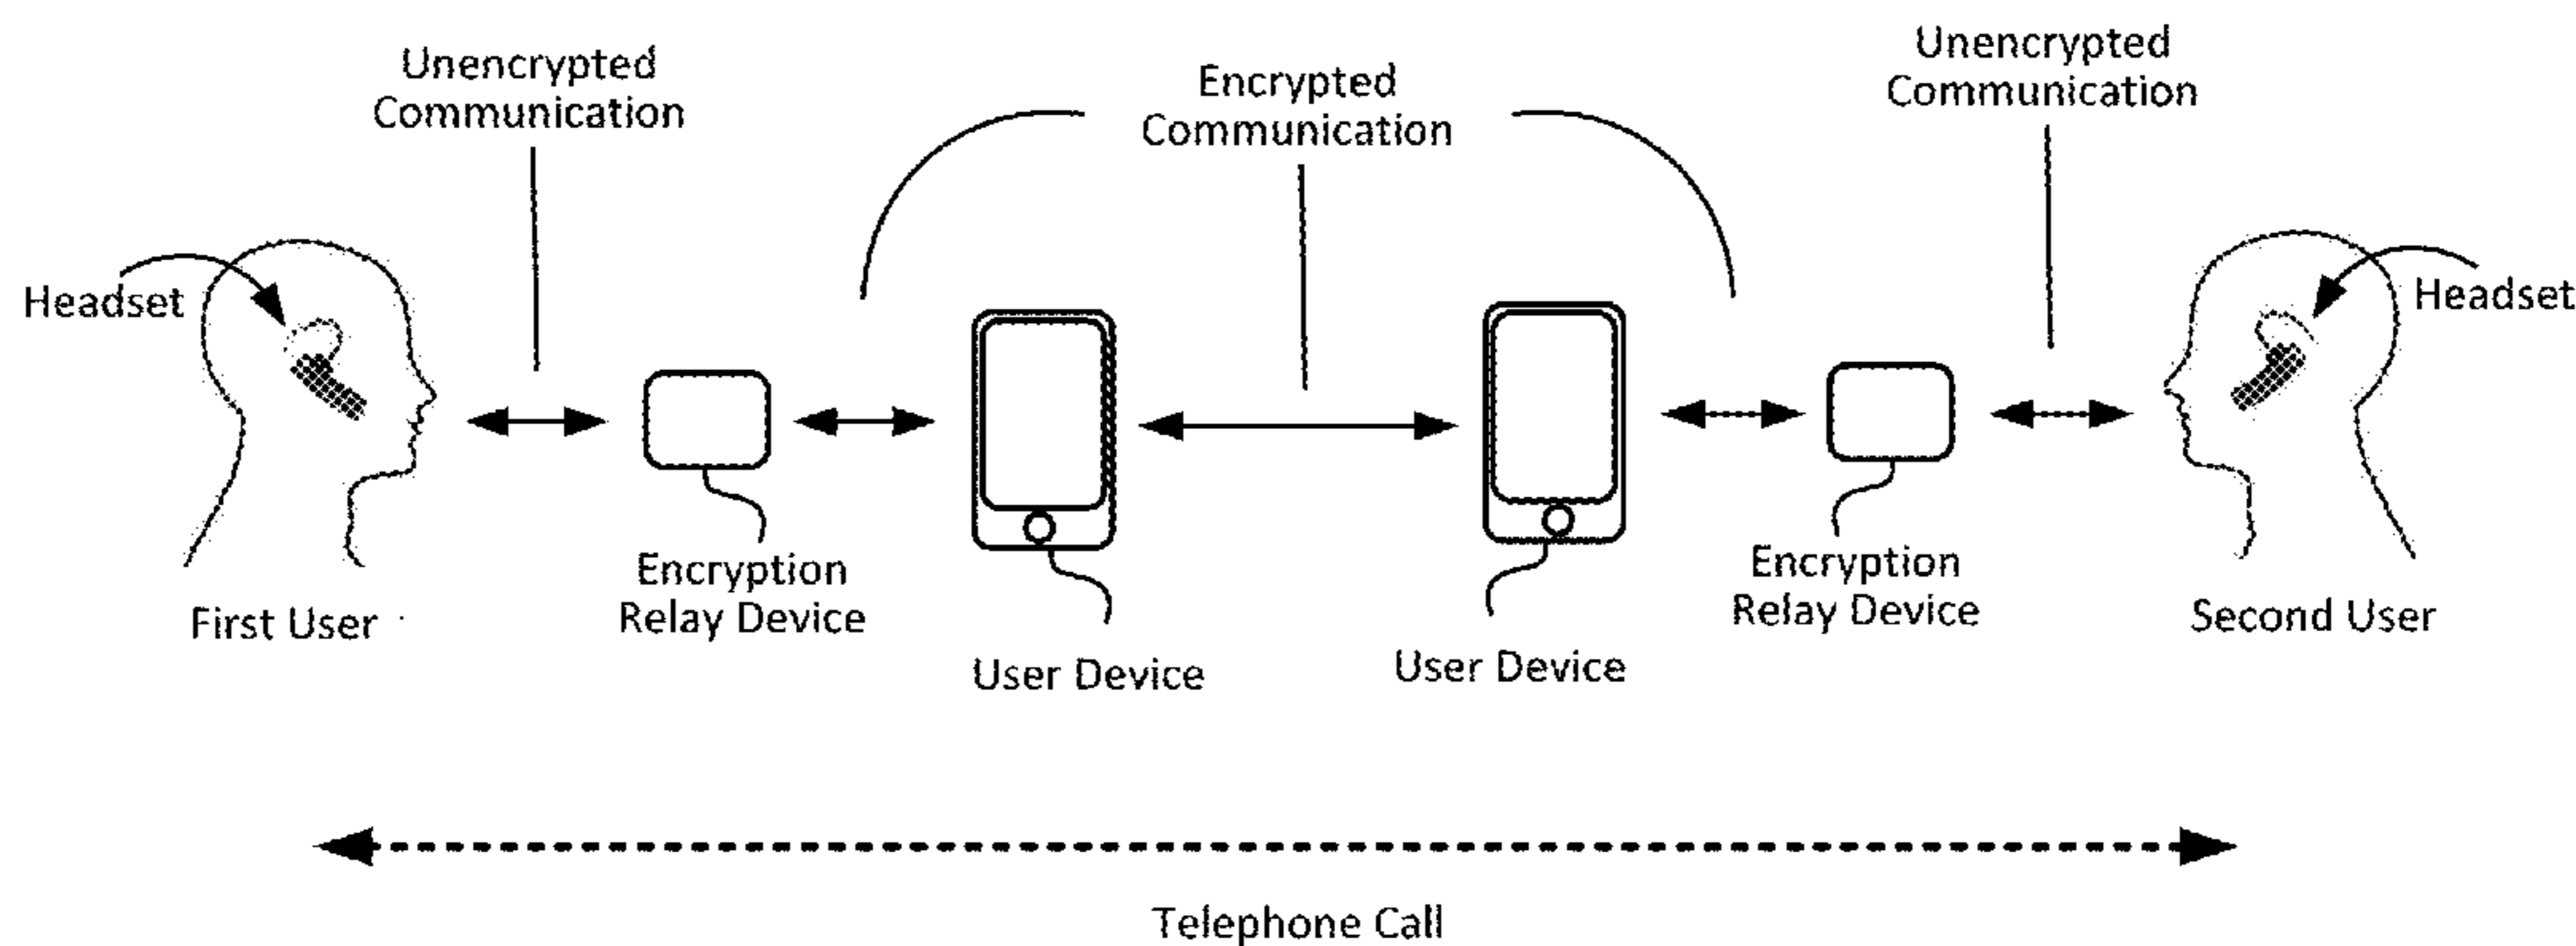 Unencrypted
Communication
Encrypted
Communication
Unencrypted
Communication
Headset
Headset
Encryption
Relay Device
Encryption
Relay Device
First User
Second User
User Device
User Device
Telephone Call